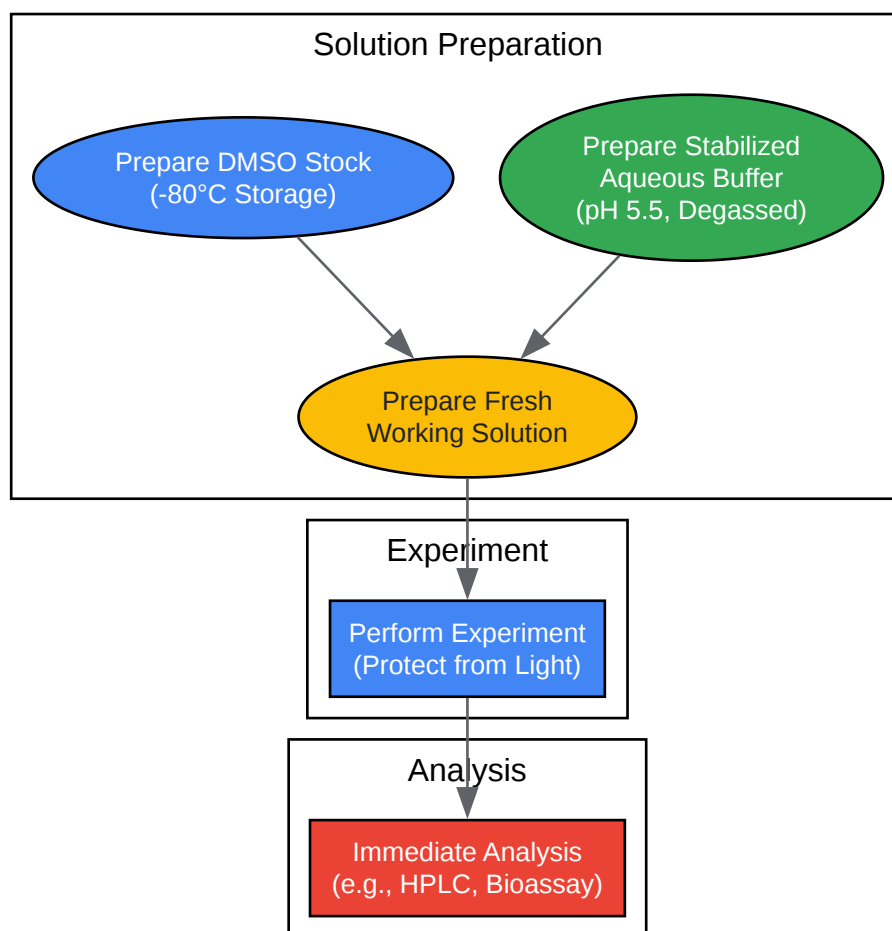 Solution Preparation
Prepare DMSO Stock
(-80°C Storage)
Prepare Stabilized
Aqueous Buffer
(pH 5.5, Degassed)
Prepare Fresh
Working Solution
Experiment
Perform Experiment
(Protect from Light)
Analysis
Immediate Analysis
(e.g., HPLC, Bioassay)